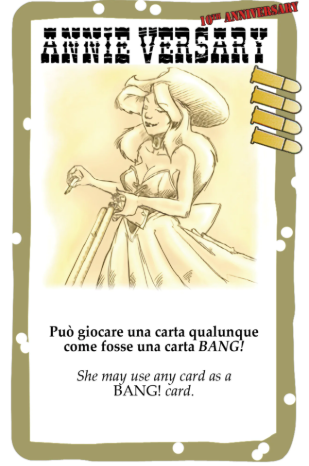 10TH ANNIVERSARY
ANNIE VERSARY
Può giocare una carta qualunque
come fosse una carta BANG!
She may use any card as a
BANG! card.